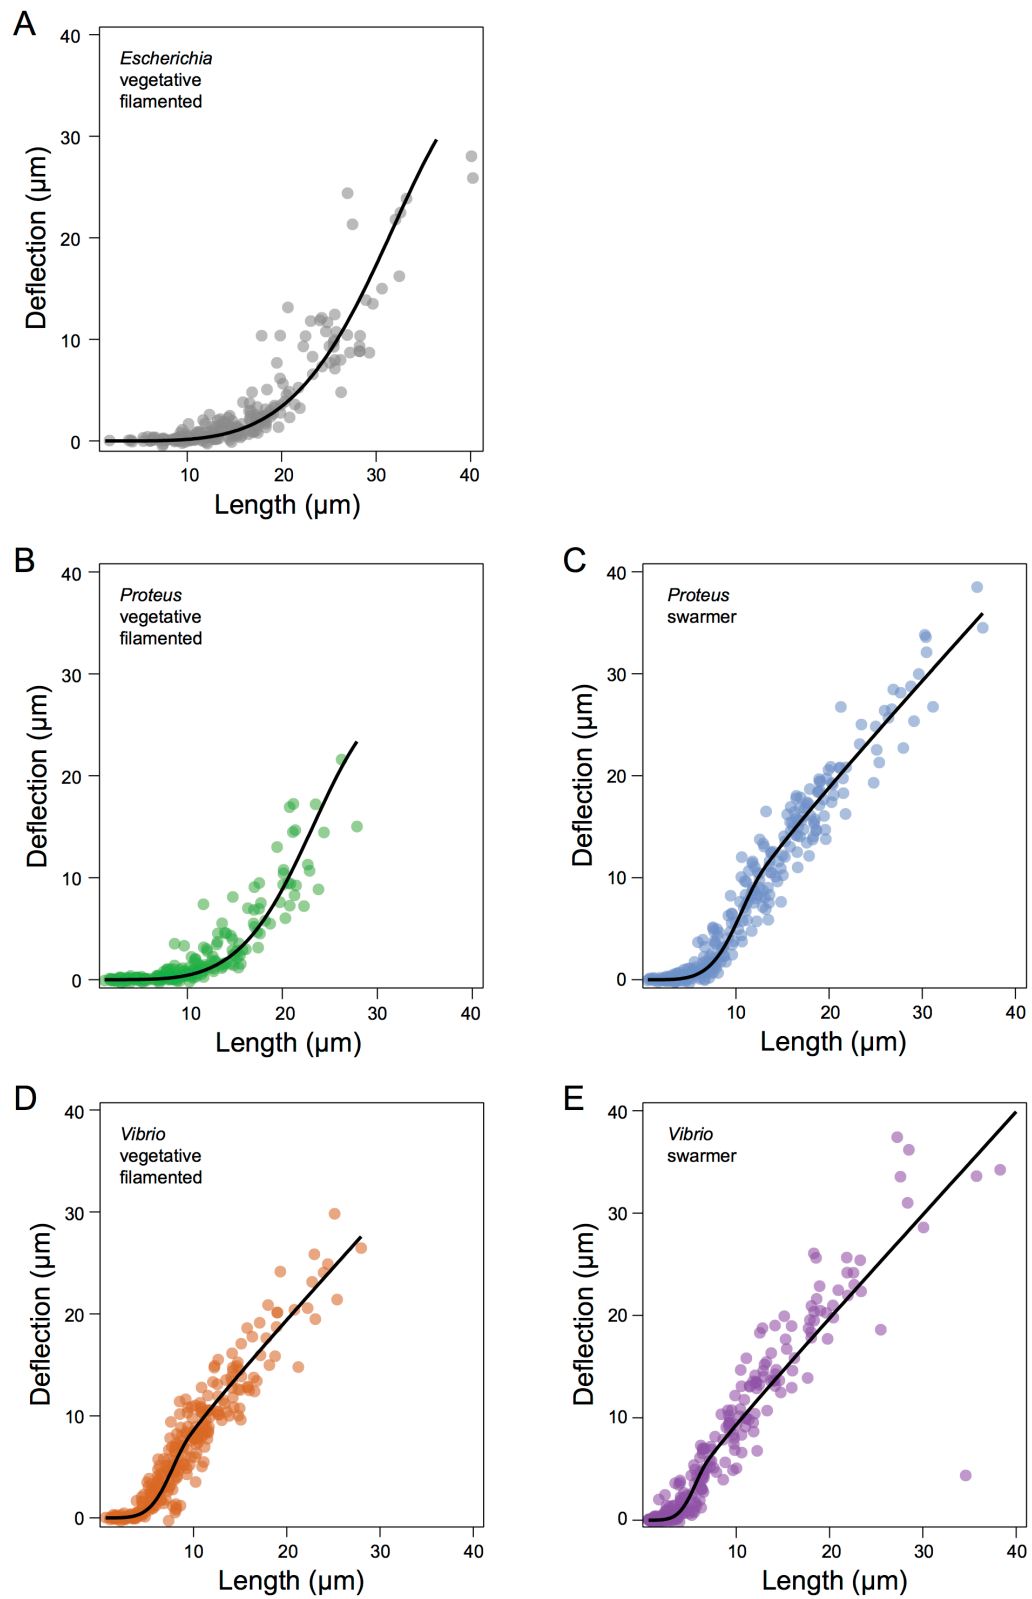 A
Escherichia
vegetative
filamented
40
30
20
10
0
Deflection (µm)
10 20 30 40
Length (µm)
B
Proteus
vegetative
filamented
40
30
20
10
0
Deflection (µm)
10 20 30 40
Length (µm)
C
Proteus
swarmer
40
30
20
10
0
Deflection (µm)
10 20 30 40
Length (µm)
D
Vibrio
vegetative
filamented
40
30
20
10
0
Deflection (µm)
10 20 30 40
Length (µm)
E
Vibrio
swarmer
40
30
20
10
0
Deflection (µm)
10 20 30 40
Length (µm)